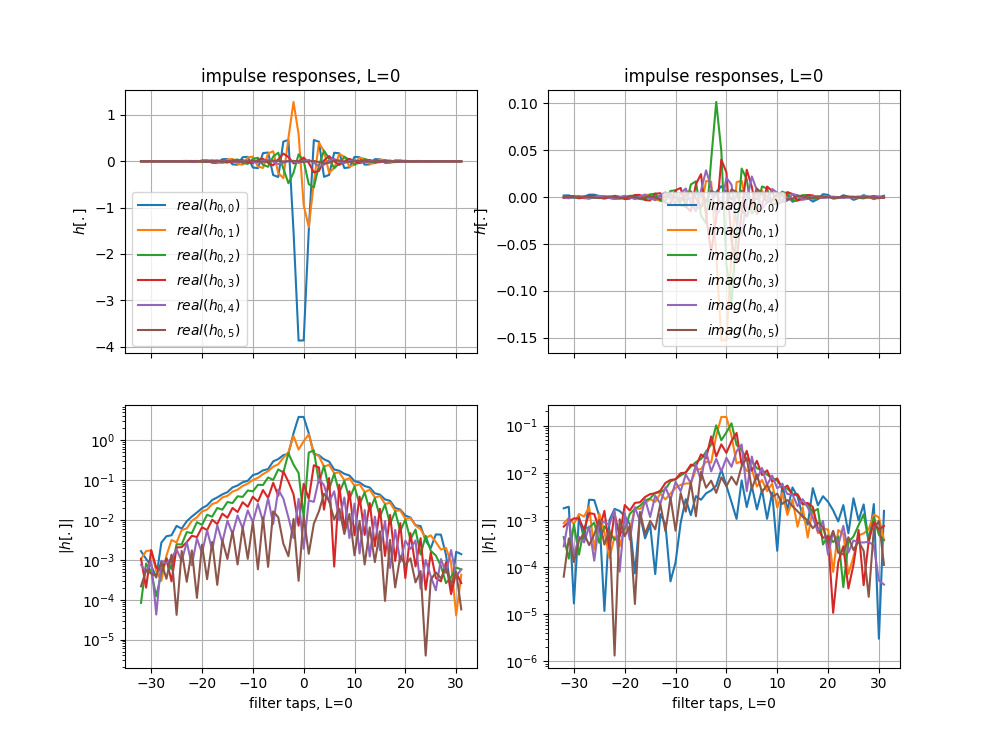 impulse responses, L=0
1
0
−1
−2
−3
−4
h[.]
real(h0,0)
real(h0,1)
real(h0,2)
real(h0,3)
real(h0,4)
real(h0,5)
impulse responses, L=0
0.10
0.05
0.00
−0.05
−0.10
−0.15
h[.]
imag(h0,0)
imag(h0,1)
imag(h0,2)
imag(h0,3)
imag(h0,4)
imag(h0,5)
10^0
10^−1
10^−2
10^−3
10^−4
10^−5
|h[.]|
−30 −20 −10 0 10 20 30
filter taps, L=0
10^−1
10^−2
10^−3
10^−4
10^−5
10^−6
|h[.]|
−30 −20 −10 0 10 20 30
filter taps, L=0